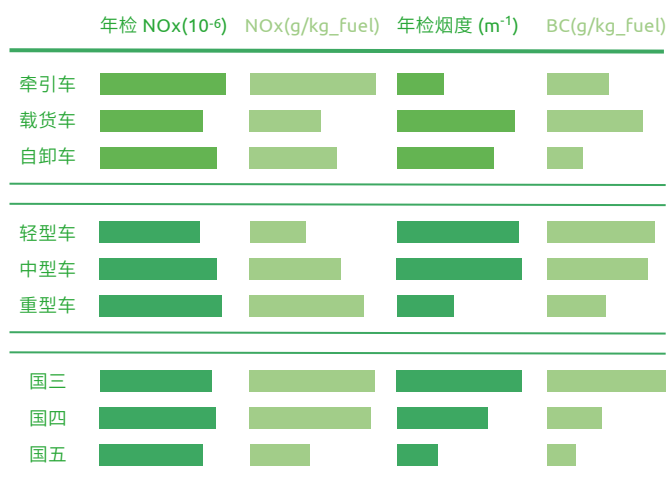 年检 NOx(10⁻⁶) NOx(g/kg_fuel) 年检烟度 (m⁻¹) BC(g/kg_fuel)
牵引车
载货车
自卸车
轻型车
中型车
重型车
国三
国四
国五